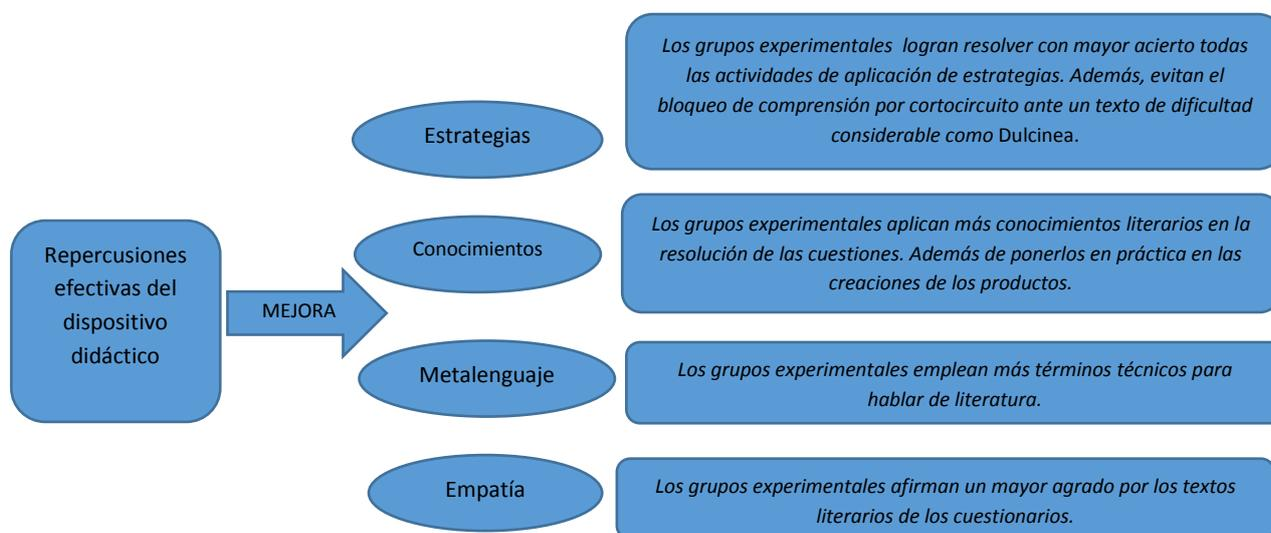 Repercusiones
efectivas del
dispositivo
didáctico
MEJORA
Estrategias
Los grupos experimentales logran resolver con mayor acierto todas
las actividades de aplicación de estrategias. Además, evitan el
bloqueo de comprensión por cortocircuito ante un texto de dificultad
considerable como Dulcinea.
Conocimientos
Los grupos experimentales aplican más conocimientos literarios en la
resolución de las cuestiones. Además de ponerlos en práctica en las
creaciones de los productos.
Metalenguaje
Los grupos experimentales emplean más términos técnicos para
hablar de literatura.
Empatía
Los grupos experimentales afirman un mayor agrado por los textos
literarios de los cuestionarios.